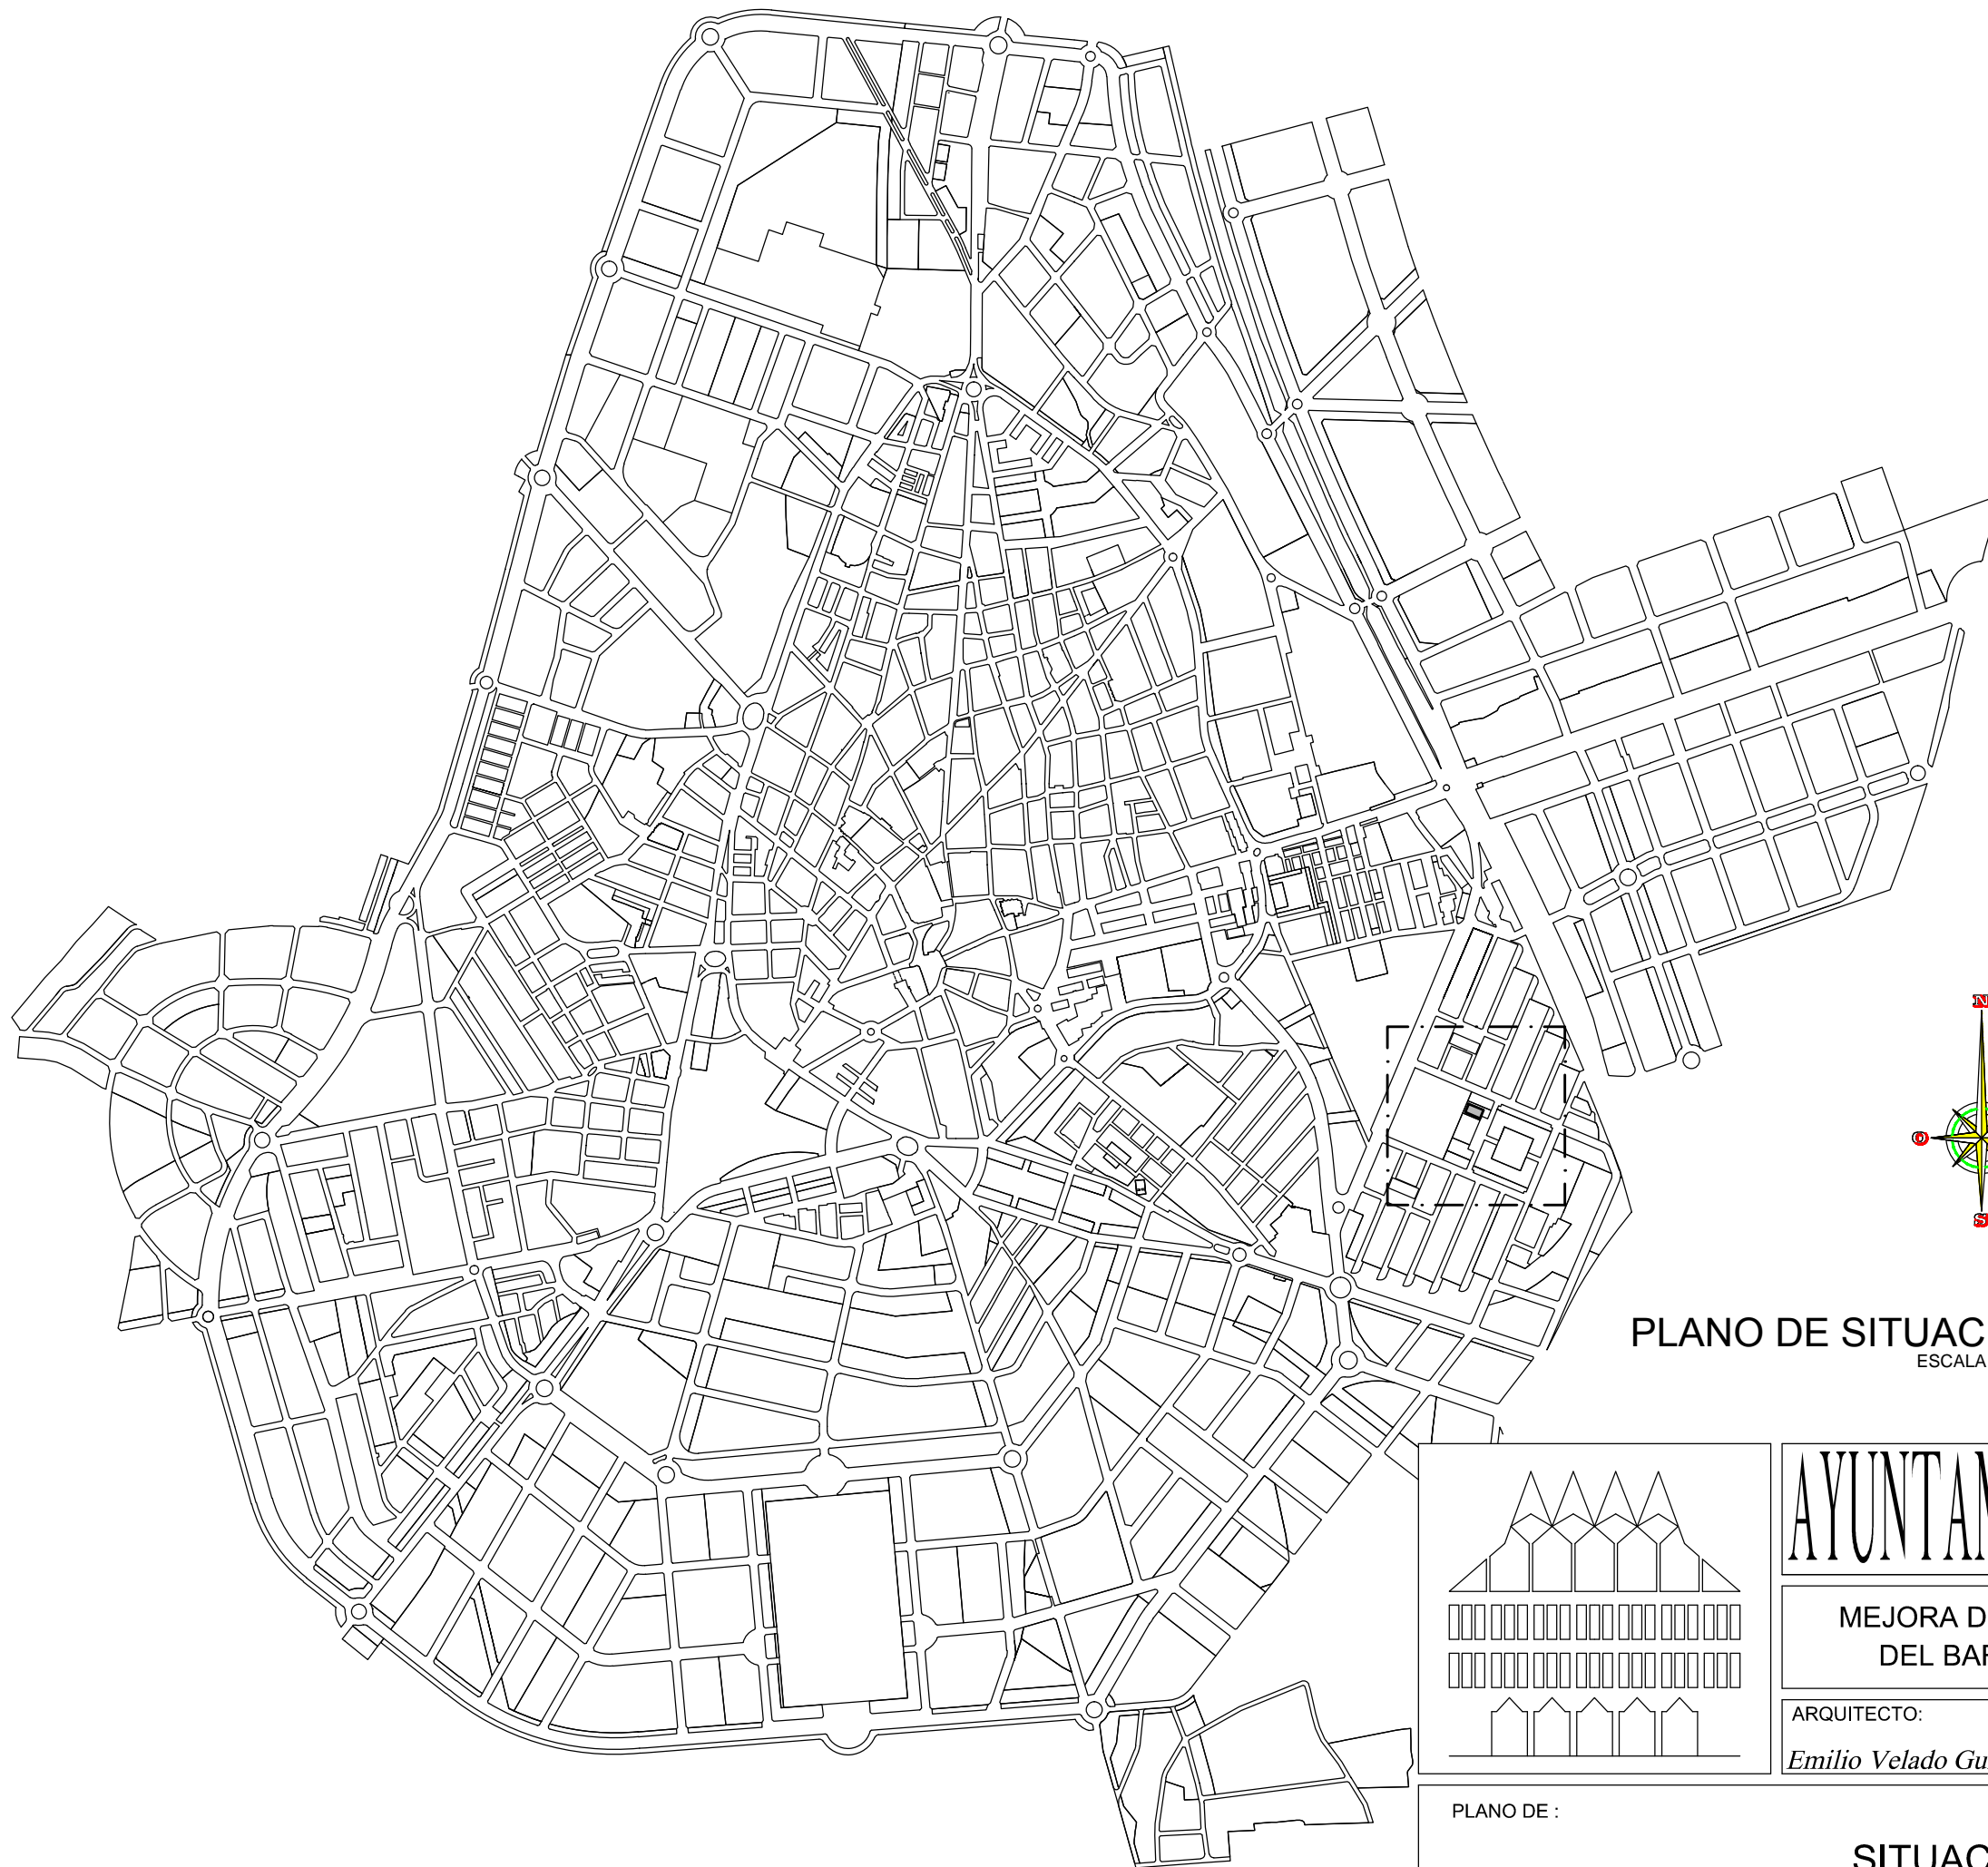 N
O
S
PLANO DE SITUAC
ESCALA
AYUNTAM
MEJORA D
DEL BAR
ARQUITECTO:
Emilio Velado Gu
PLANO DE :
SITUAC